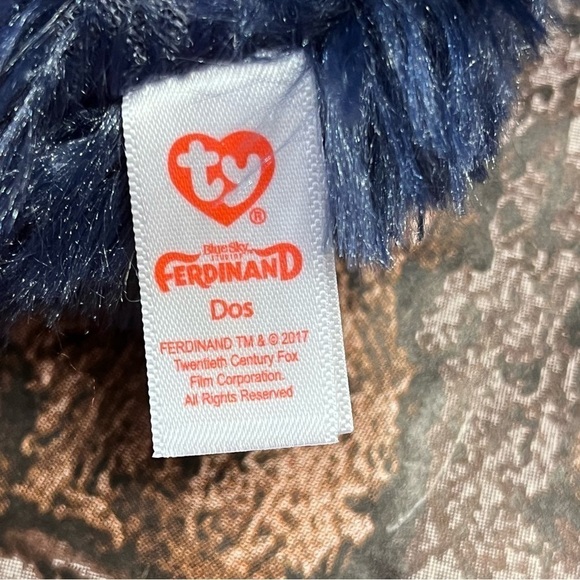 ty
®
Blue Sky
STUDIOS
FERDINAND
Dos
FERDINAND TM & © 2017
Twentieth Century Fox
Film Corporation.
All Rights Reserved